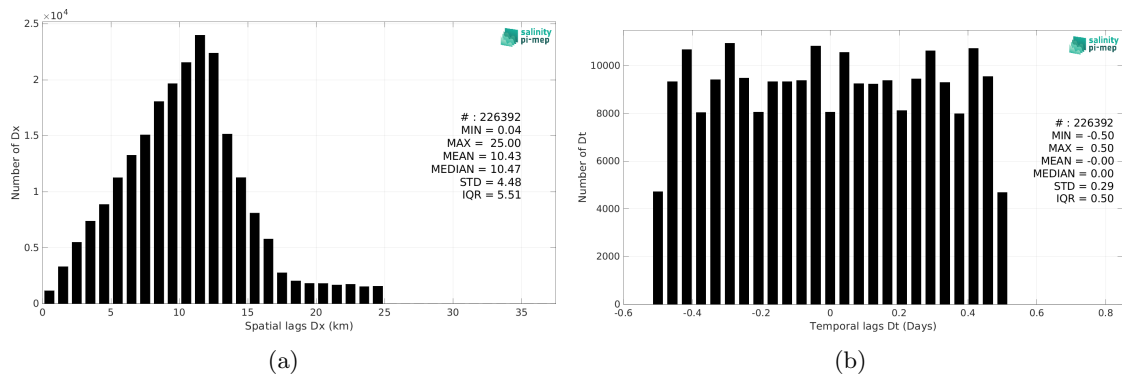 ×10⁴
2.5
2
1.5
1
0.5
0
0 5 10 15 20 25 30 35
Number of Dx
Spatial lags Dx (km)
salinity
pi-mep
# : 226392
MIN = 0.04
MAX = 25.00
MEAN = 10.43
MEDIAN = 10.47
STD = 4.48
IQR = 5.51
(a)
10000
8000
6000
4000
2000
0
-0.6 -0.4 -0.2 0 0.2 0.4 0.6 0.8
Number of Dt
Temporal lags Dt (Days)
salinity
pi-mep
# : 226392
MIN = -0.50
MAX = 0.50
MEAN = -0.00
MEDIAN = 0.00
STD = 0.29
IQR = 0.50
(b)